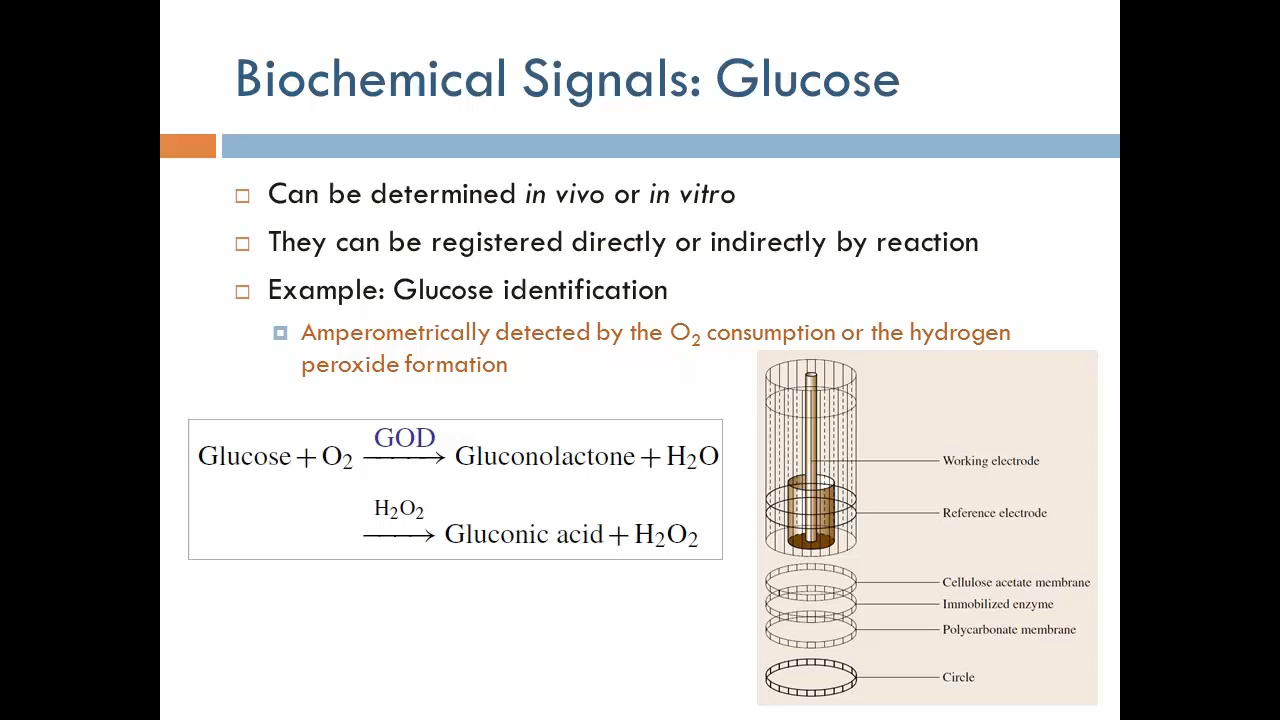 Biochemical Signals: Glucose
Can be determined in vivo or in vitro
They can be registered directly or indirectly by reaction
Example: Glucose identification
Amperometrically detected by the O₂ consumption or the hydrogen
peroxide formation
GOD
Glucose + O₂ ⟶ Gluconolactone + H₂O
H₂O₂
⟶ Gluconic acid + H₂O₂
Working electrode
Reference electrode
Cellulose acetate membrane
Immobilized enzyme
Polycarbonate membrane
Circle